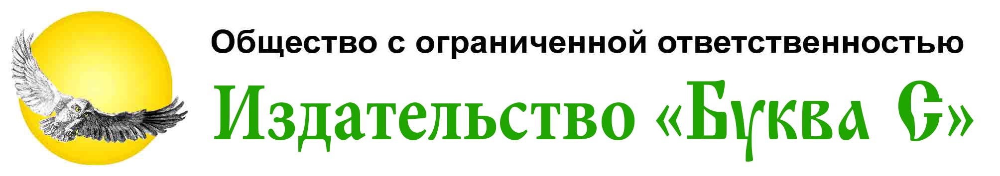 Общество с ограниченной ответственностью
Издательство «Буква С»